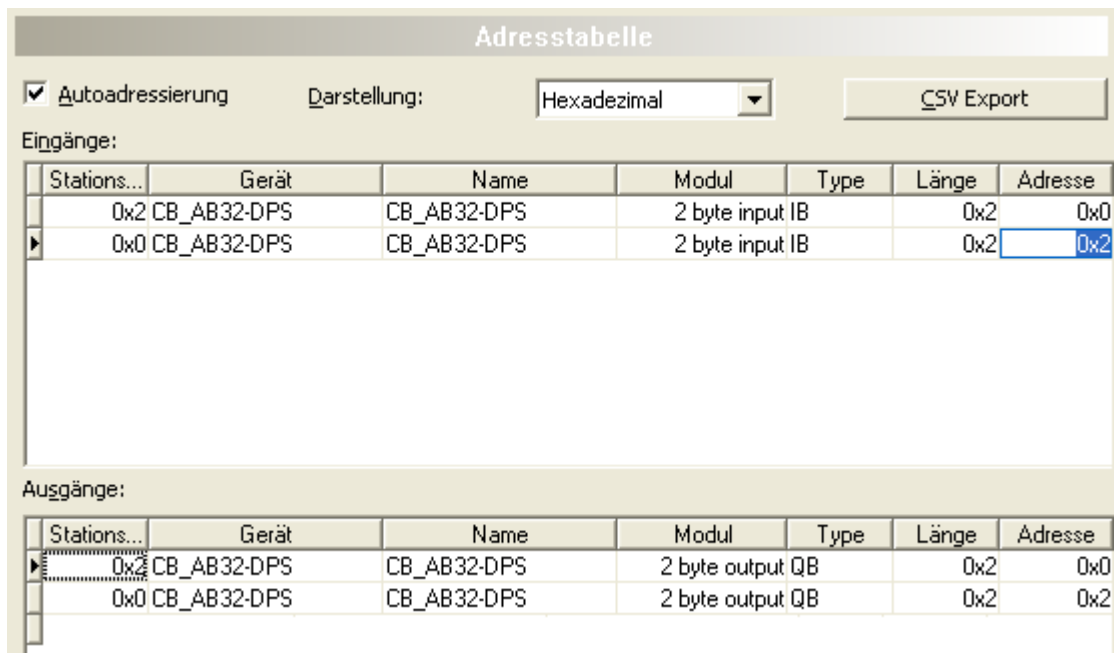 Adresstabelle
Autoadressierung Darstellung: Hexadezimal CSV Export
Eingänge:
Stations... Gerät Name Modul Type Länge Adresse
0x2 CB_AB32-DPS CB_AB32-DPS 2 byte input IB 0x2 0x0
0x0 CB_AB32-DPS CB_AB32-DPS 2 byte input IB 0x2 0x2
Ausgänge:
Stations... Gerät Name Modul Type Länge Adresse
0x2 CB_AB32-DPS CB_AB32-DPS 2 byte output QB 0x2 0x0
0x0 CB_AB32-DPS CB_AB32-DPS 2 byte output QB 0x2 0x2